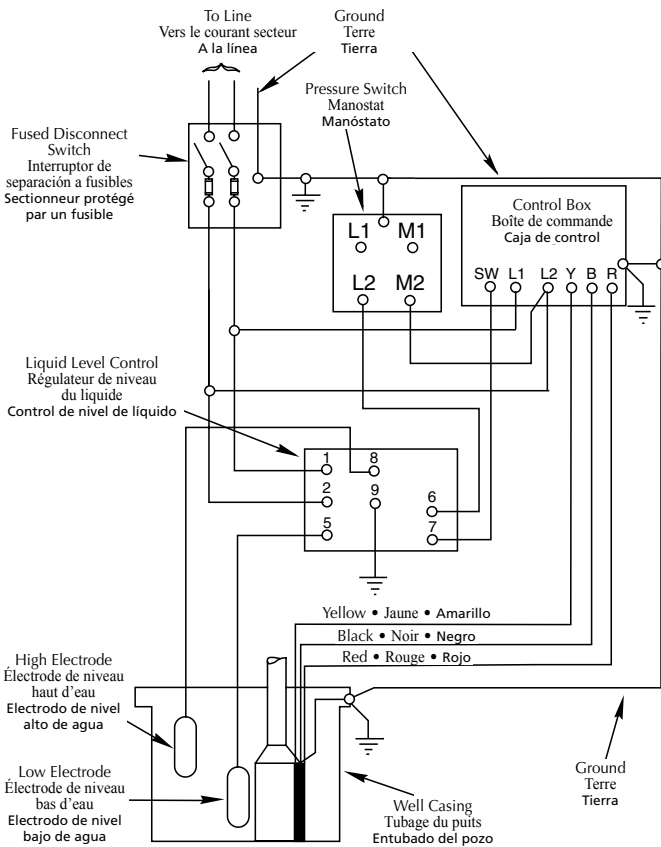 To Line
Vers le courant secteur
A la línea
Ground
Terre
Tierra
Pressure Switch
Manostat
Manóstato
Fused Disconnect
Switch
Interruptor de
separación a fusibles
Sectionneur protégé
par un fusible
L1 M1
L2 M2
Control Box
Boîte de commande
Caja de control
SW L1 L2 Y B R
Liquid Level Control
Régulateur de niveau
du liquide
Control de nivel de líquido
1 8
2 9 6
5 7
Yellow • Jaune • Amarillo
Black • Noir • Negro
Red • Rouge • Rojo
High Electrode
Électrode de niveau
haut d'eau
Electrodo de nivel
alto de agua
Low Electrode
Électrode de niveau
bas d'eau
Electrodo de nivel
bajo de agua
Well Casing
Tubage du puits
Entubado del pozo
Ground
Terre
Tierra